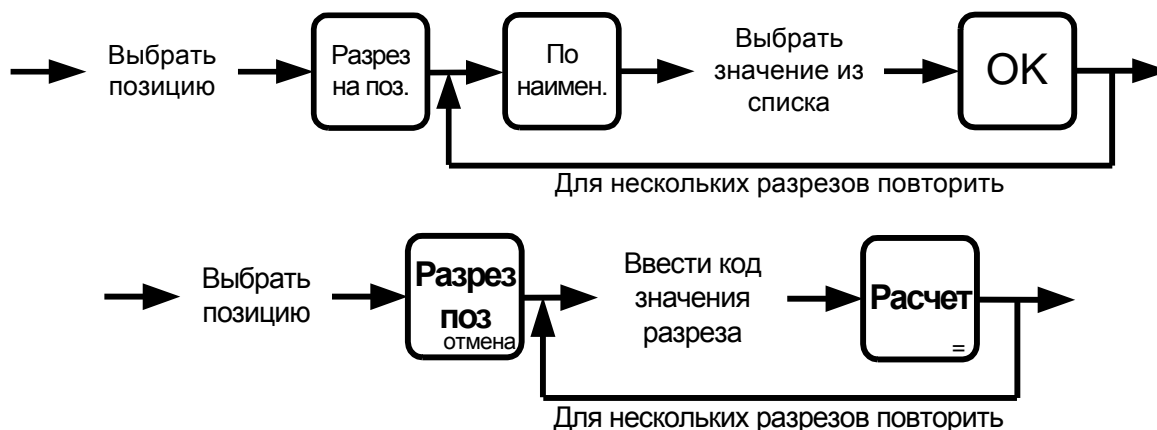 Выбрать
позицию
Разрез
на поз.
По
наимен.
Выбрать
значение из
списка
OK
Для нескольких разрезов повторить
Выбрать
позицию
Разрез
поз
отмена
Ввести код
значения
разреза
Расчет
=
Для нескольких разрезов повторить